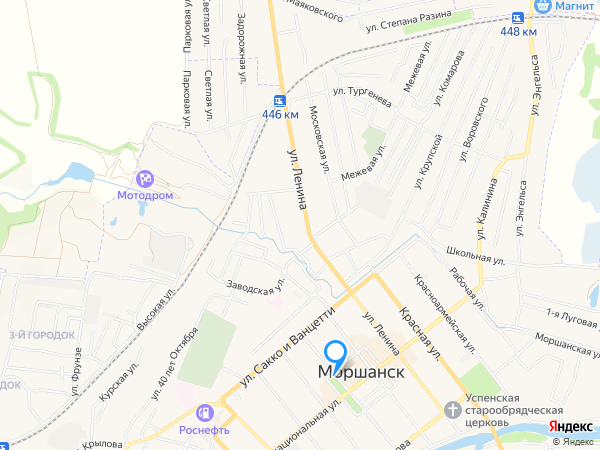 Маяковского
ул. Степана Разина
Магнит
448 км
Парковая ул.
Светлая ул.
Задорожная ул.
Парковая ул.
Светлая ул.
446 км
ул. Тургенева
Межевая ул.
ул. Комарова
ул. Энгельса
Московская ул.
ул. Ленина
Межевая ул.
ул. Крупской
ул. Воровского
Мотодром
ул. Калинина
ул. Энгельса
Школьная ул.
Рабочая ул.
Заводская ул.
Высокая ул.
Красноармейская ул.
1-я Луговая
Моршанская ул.
3-Й ГОРОДОК
ул. Фрунзе
Курская ул.
ул. 40 лет Октября
ул. Сакко и Ванцетти
ул. Ленина
Красная ул.
ДОК
Моршанск
Роснефть
Крылова
ациональная ул.
ова
Успенская
старообрядческая
церковь
Яндекс
© Яндекс